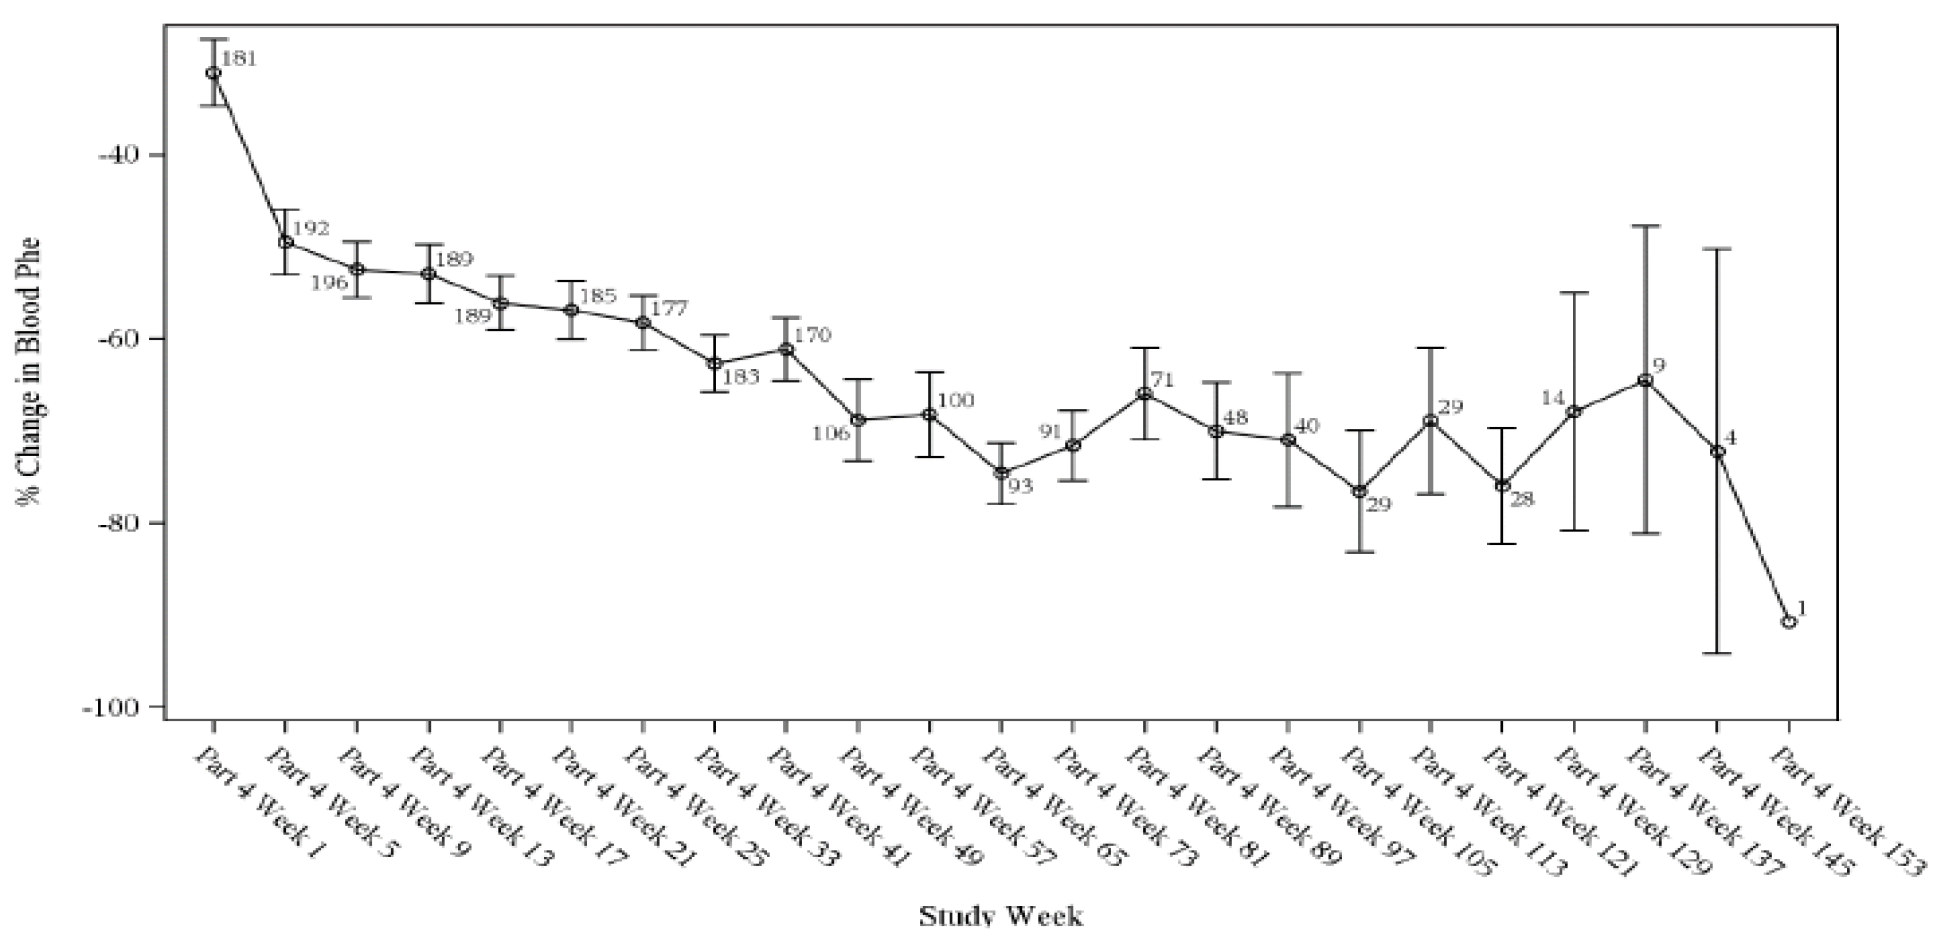 % Change in Blood Phe
-40
-60
-80
-100
181
192
196
189
189
185
177
183
170
106
100
93
91
71
48
40
29
29
28
14
9
4
1
Part 4 Week 1
Part 4 Week 5
Part 4 Week 9
Part 4 Week 13
Part 4 Week 17
Part 4 Week 21
Part 4 Week 25
Part 4 Week 33
Part 4 Week 41
Part 4 Week 49
Part 4 Week 57
Part 4 Week 65
Part 4 Week 73
Part 4 Week 81
Part 4 Week 89
Part 4 Week 97
Part 4 Week 105
Part 4 Week 113
Part 4 Week 121
Part 4 Week 129
Part 4 Week 137
Part 4 Week 145
Part 4 Week 153
Study Week